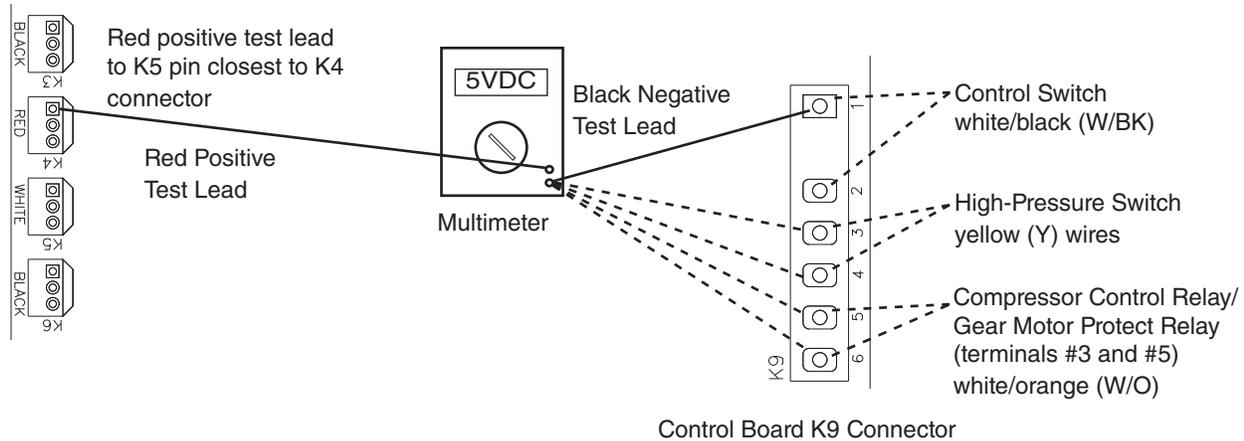 BLACK
K3
RED
K4
WHITE
K5
BLACK
K6
Red positive test lead
to K5 pin closest to K4
connector
Red Positive
Test Lead
5VDC
Multimeter
Black Negative
Test Lead
1
2
3
4
5
6
K9
Control Switch
white/black (W/BK)
High-Pressure Switch
yellow (Y) wires
Compressor Control Relay/
Gear Motor Protect Relay
(terminals #3 and #5)
white/orange (W/O)
Control Board K9 Connector